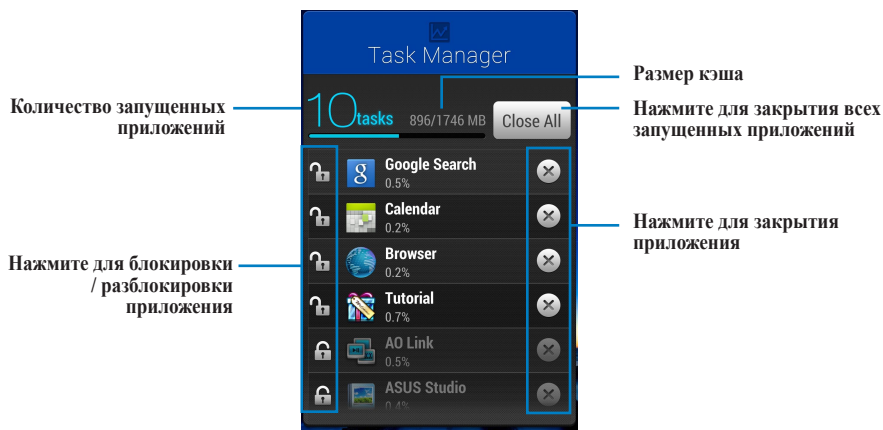 Task Manager
Количество запущенных
приложений
10tasks
896/1746 MB
Close All
Размер кэша
Нажмите для закрытия всех
запущенных приложений
g
Google Search
0.5%
Calendar
0.2%
Browser
0.2%
Tutorial
0.7%
AO Link
0.5%
ASUS Studio
0.4%
Нажмите для блокировки
/ разблокировки
приложения
Нажмите для закрытия
приложения